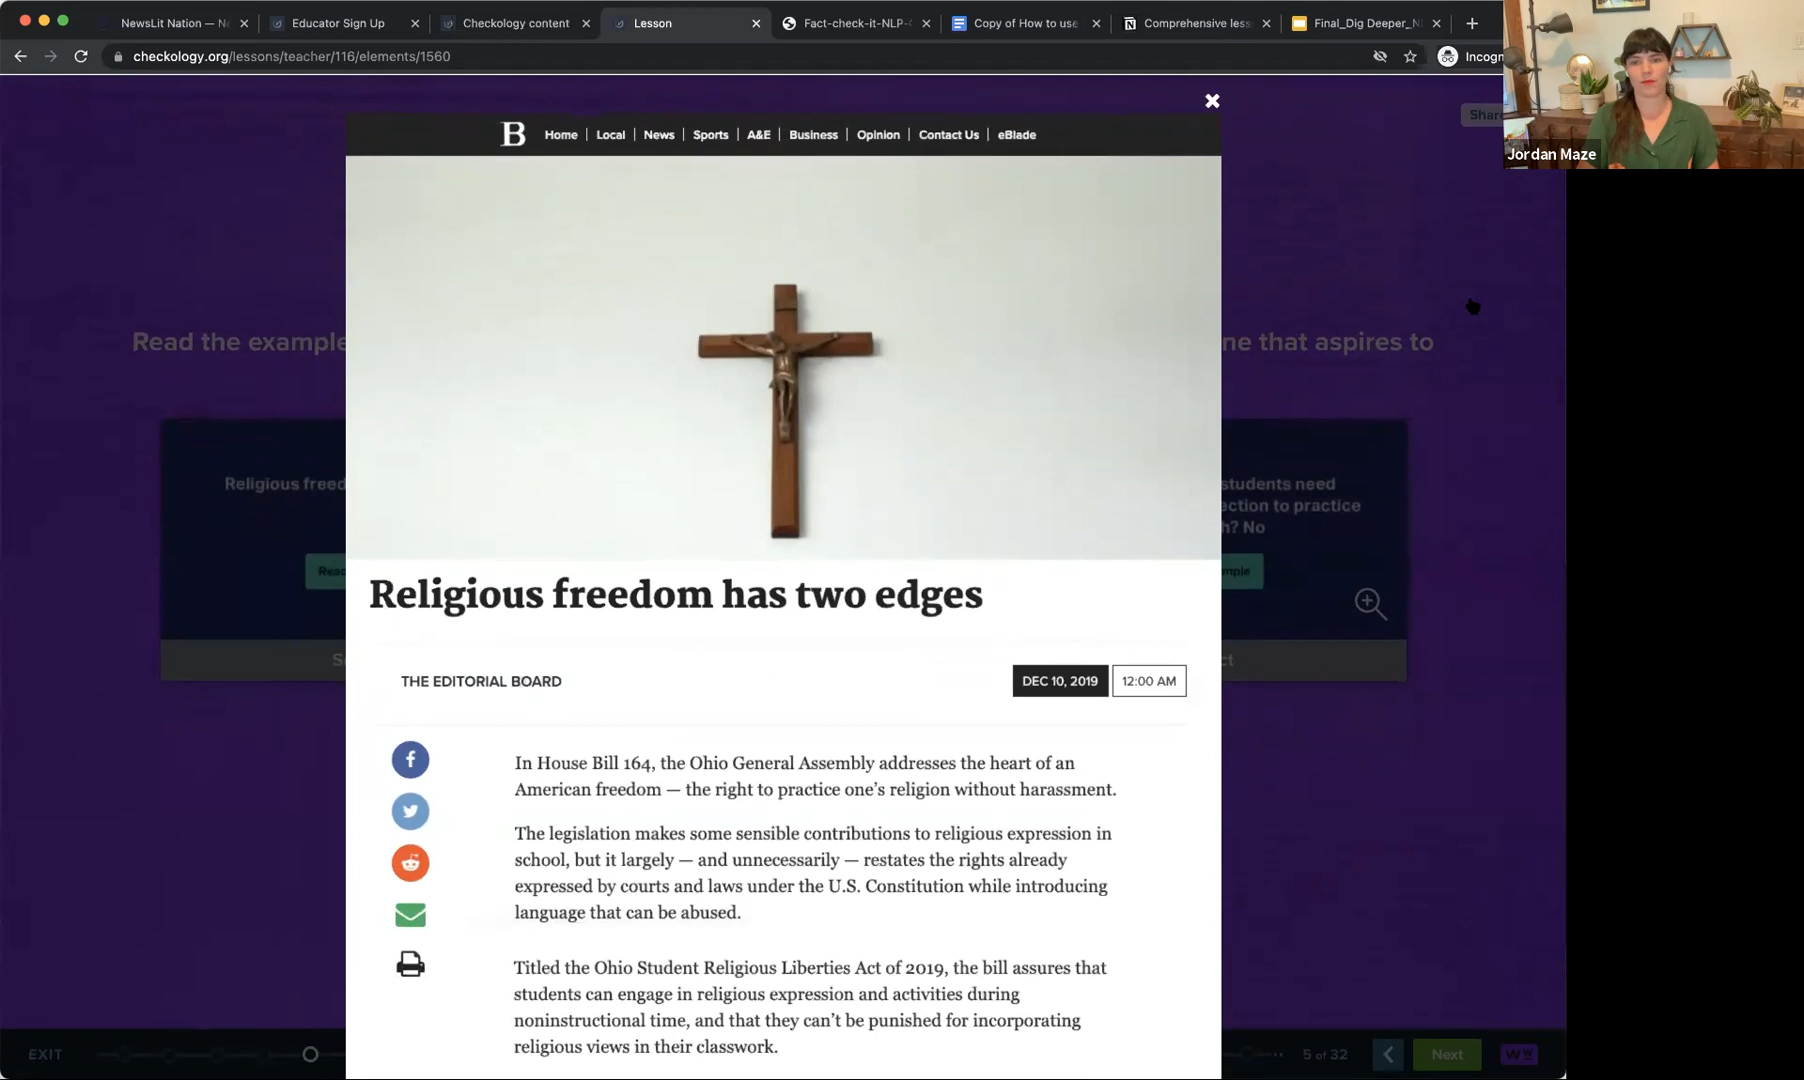 NewsLit Nation — N
Educator Sign Up
Checkology content
Lesson
Fact-check-it-NLP-
Copy of How to use
Comprehensive les
Final_Dig Deeper_N
checkology.org/lessons/teacher/116/elements/1560
Incogn
Jordan Maze
Share
B
Home
Local
News
Sports
A&E
Business
Opinion
Contact Us
eBlade
Read the example
ne that aspires to
Religious freed
students need
ection to practice
h? No
Read
mple
Religious freedom has two edges
S
ct
THE EDITORIAL BOARD
DEC 10, 2019
12:00 AM
In House Bill 164, the Ohio General Assembly addresses the heart of an
American freedom — the right to practice one's religion without harassment.
The legislation makes some sensible contributions to religious expression in
school, but it largely — and unnecessarily — restates the rights already
expressed by courts and laws under the U.S. Constitution while introducing
language that can be abused.
Titled the Ohio Student Religious Liberties Act of 2019, the bill assures that
students can engage in religious expression and activities during
noninstructional time, and that they can't be punished for incorporating
religious views in their classwork.
EXIT
5 of 32
Next